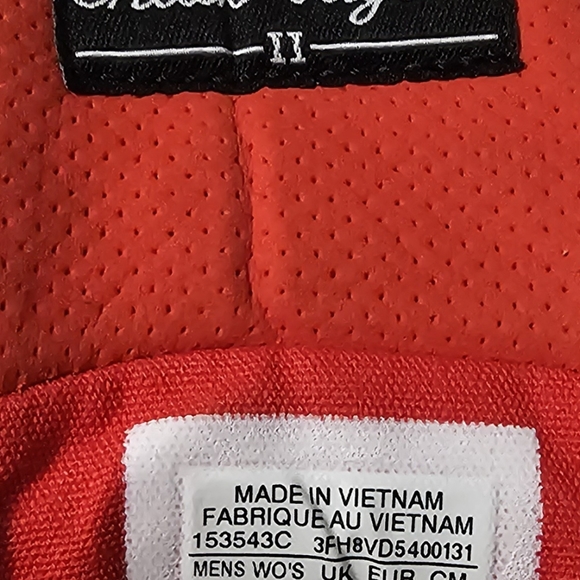 II
MADE IN VIETNAM
FABRIQUE AU VIETNAM
153543C 3FH8VD5400131
MENS WO'S UK EUR CM